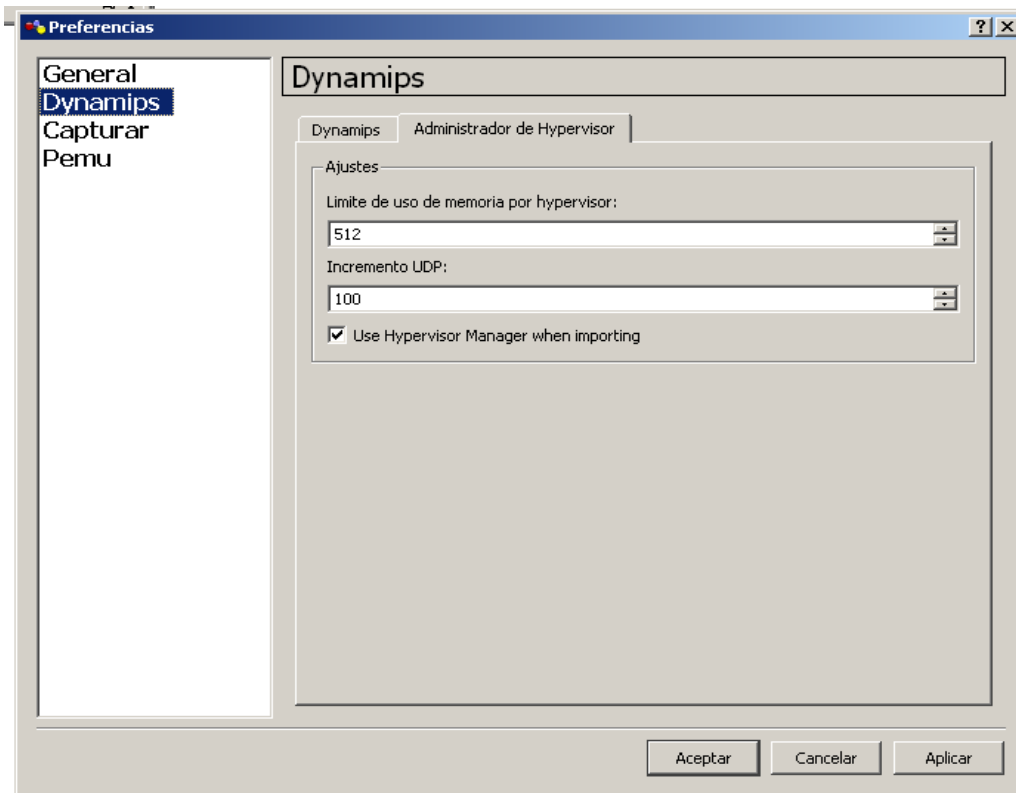 Preferencias
General
Dynamips
Capturar
Pemu
Dynamips
Dynamips
Administrador de Hypervisor
Ajustes
Limite de uso de memoria por hypervisor:
512
Incremento UDP:
100
Use Hypervisor Manager when importing
Aceptar
Cancelar
Aplicar